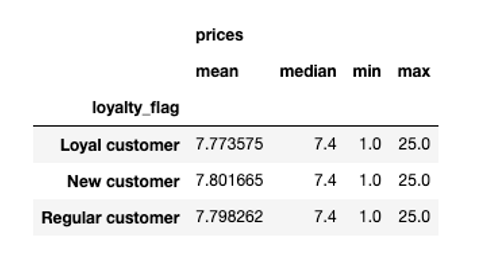 prices
mean median min max
loyalty_flag
Loyal customer 7.773575 7.4 1.0 25.0
New customer 7.801665 7.4 1.0 25.0
Regular customer 7.798262 7.4 1.0 25.0